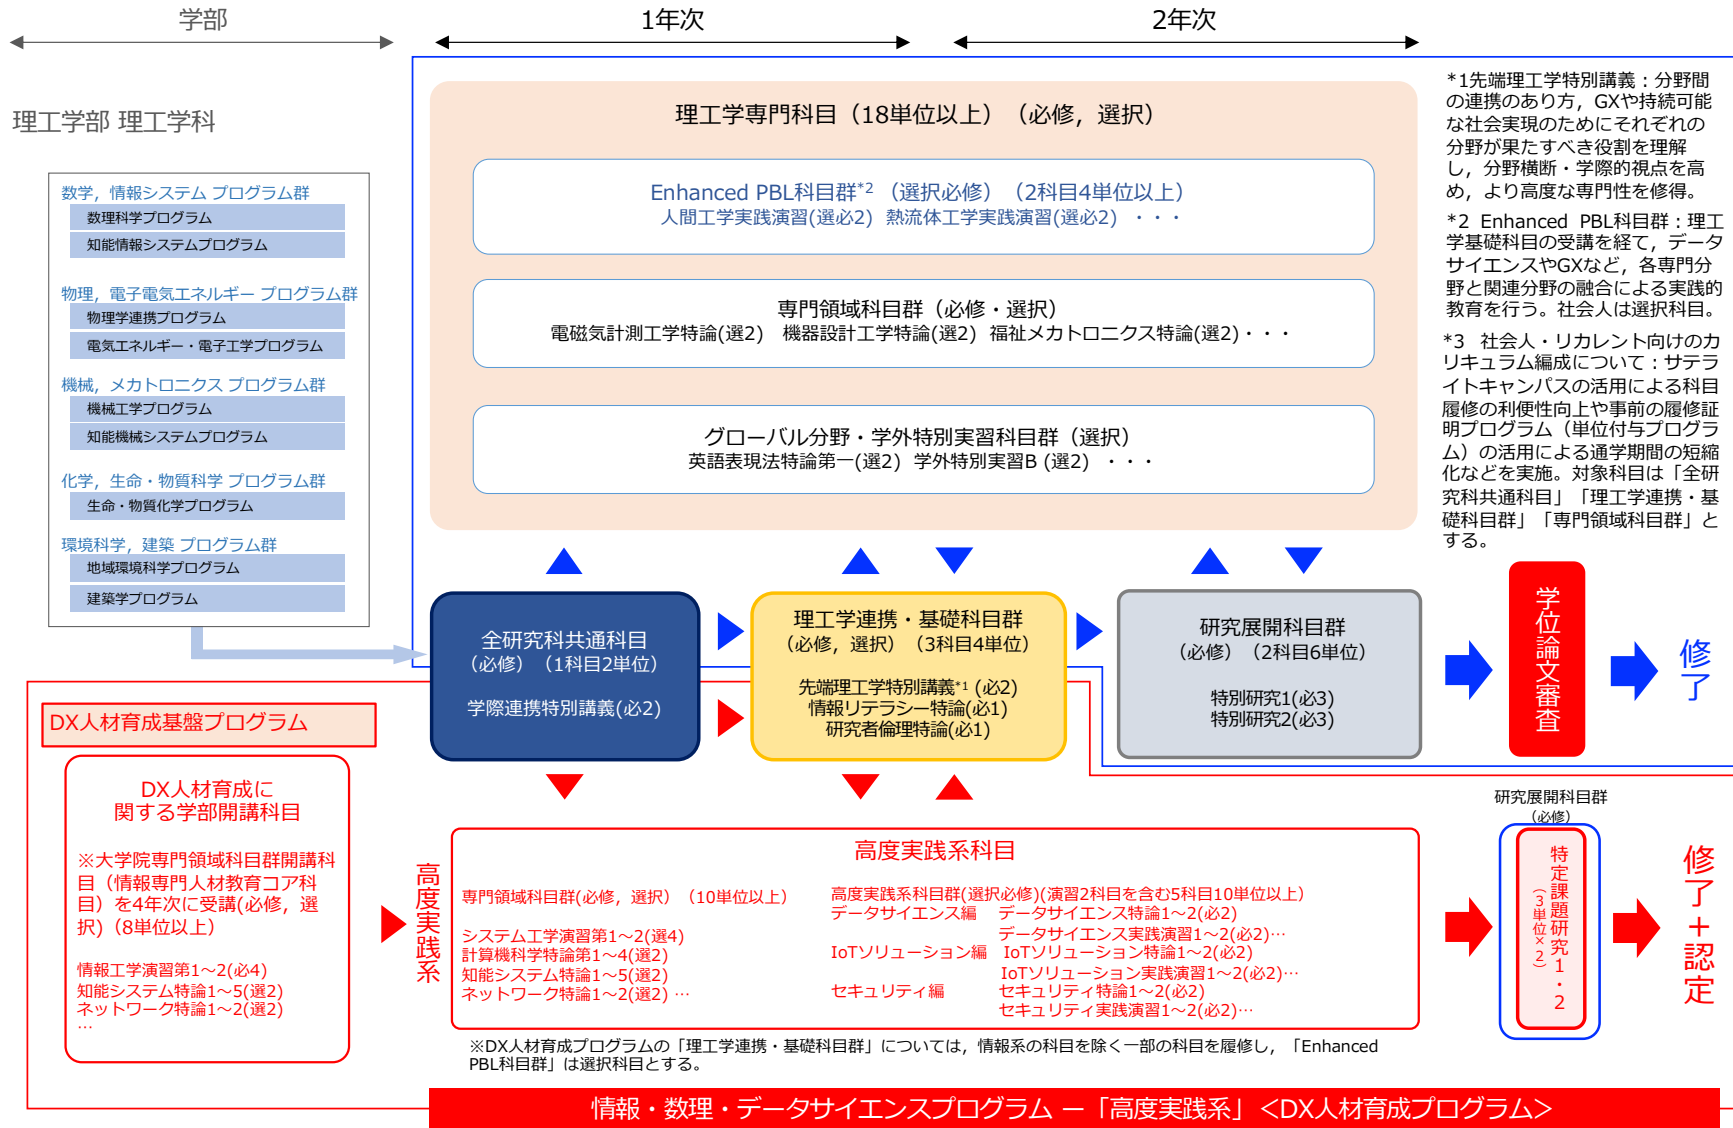 学部
1年次
2年次
理工学部 理工学科
数学，情報システム プログラム群
数理科学プログラム
知能情報システムプログラム
物理，電子電気エネルギー プログラム群
物理学連携プログラム
電気エネルギー・電子工学プログラム
機械，メカトロニクス プログラム群
機械工学プログラム
知能機械システムプログラム
化学，生命・物質科学 プログラム群
生命・物質化学プログラム
環境科学，建築 プログラム群
地域環境科学プログラム
建築学プログラム
理工学専門科目（18単位以上）（必修，選択）
Enhanced PBL科目群*2 （選択必修）（2科目4単位以上）
人間工学実践演習(選必2) 熱流体工学実践演習(選必2) ・・・
専門領域科目群（必修・選択）
電磁気計測工学特論(選2) 機器設計工学特論(選2) 福祉メカトロニクス特論(選2)・・・
グローバル分野・学外特別実習科目群（選択）
英語表現法特論第一(選2) 学外特別実習B (選2) ・・・
*1先端理工学特別講義：分野間
の連携のあり方，GXや持続可能
な社会実現のためにそれぞれの
分野が果たすべき役割を理解
し，分野横断・学際的視点を高
め，より高度な専門性を修得。
*2 Enhanced PBL科目群：理工
学基礎科目の受講を経て，データ
サイエンスやGXなど，各専門分
野と関連分野の融合による実践的
教育を行う。社会人は選択科目。
*3 社会人・リカレント向けのカ
リキュラム編成について：サテラ
イトキャンパスの活用による科目
履修の利便性向上や事前の履修証
明プログラム（単位付与プログラ
ム）の活用による通学期間の短縮
化などを実施。対象科目は「全研
究科共通科目」「理工学連携・基
礎科目群」「専門領域科目群」と
する。
全研究科共通科目
（必修）（1科目2単位）
学際連携特別講義(必2)
理工学連携・基礎科目群
（必修，選択）（3科目4単位）
先端理工学特別講義*1 (必2)
情報リテラシー特論(必1)
研究者倫理特論(必1)
研究展開科目群
（必修）（2科目6単位）
特別研究1(必3)
特別研究2(必3)
学位論文審査
修了
DX人材育成基盤プログラム
DX人材育成に
関する学部開講科目
※大学院専門領域科目群開講科
目（情報専門人材教育コア科
目）を4年次に受講(必修，選
択)（8単位以上）
情報工学演習第1～2(必4)
知能システム特論1～5(選2)
ネットワーク特論1～2(選2)
…
高度実践系
高度実践系科目
専門領域科目群(必修，選択）（10単位以上）
システム工学演習第1～2(選4)
計算機科学特論第1～4(選2)
知能システム特論1～5(選2)
ネットワーク特論1～2(選2) …
高度実践系科目群(選択必修)(演習2科目を含む5科目10単位以上）
データサイエンス編 データサイエンス特論1～2(必2)
データサイエンス実践演習1～2(必2)…
IoTソリューション編 IoTソリューション特論1～2(必2)
IoTソリューション実践演習1～2(必2)…
セキュリティ編 セキュリティ特論1～2(必2)
セキュリティ実践演習1～2(必2)…
研究展開科目群
（必修）
特定課題研究1・2
（3単位×2）
修了＋認定
※DX人材育成プログラムの「理工学連携・基礎科目群」については，情報系の科目を除く一部の科目を履修し，「Enhanced
PBL科目群」は選択科目とする。
情報・数理・データサイエンスプログラム ー「高度実践系」＜DX人材育成プログラム＞